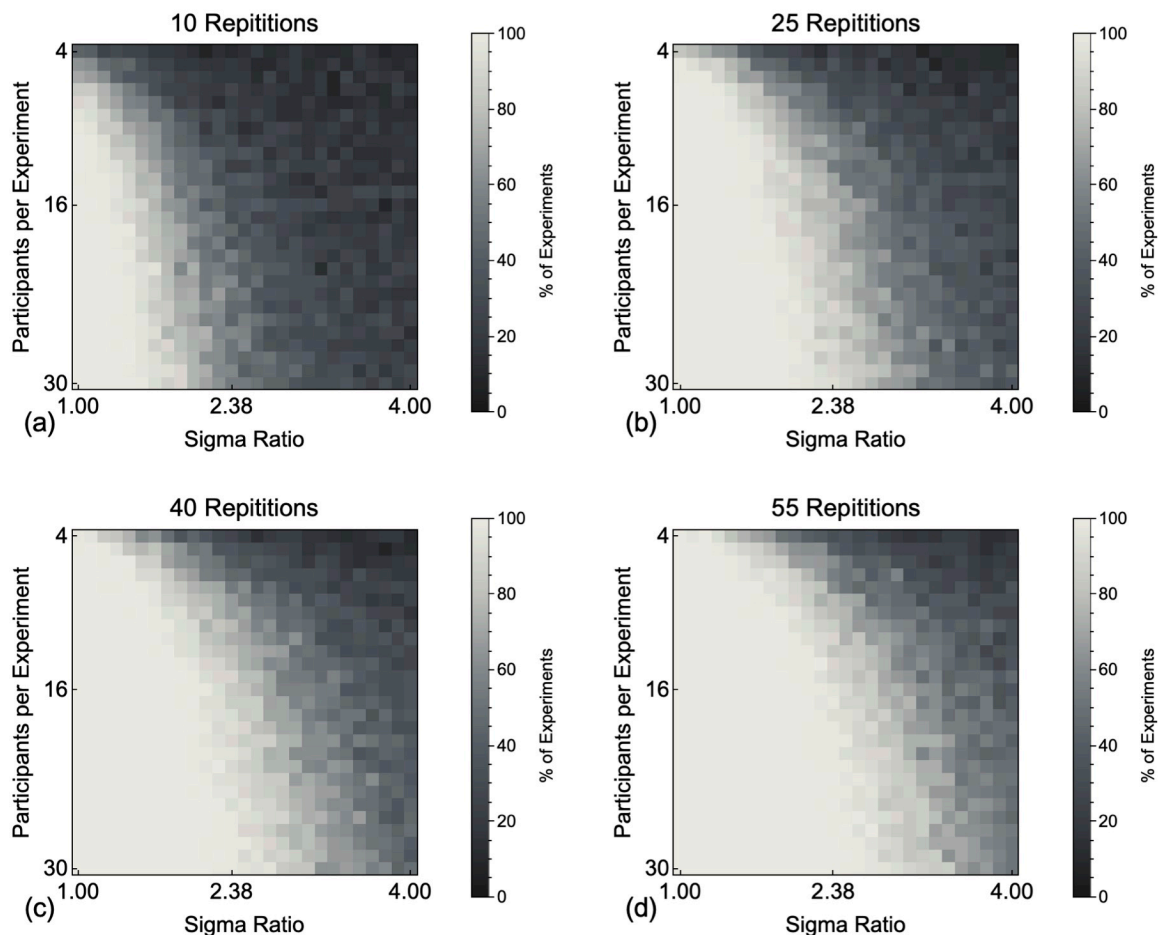 10 Repititions
4
16
30
Participants per Experiment
1.00 2.38 4.00
Sigma Ratio
100
80
60
40
20
0
% of Experiments
(a)
25 Repititions
4
16
30
Participants per Experiment
1.00 2.38 4.00
Sigma Ratio
100
80
60
40
20
0
% of Experiments
(b)
40 Repititions
4
16
30
Participants per Experiment
1.00 2.38 4.00
Sigma Ratio
100
80
60
40
20
0
% of Experiments
(c)
55 Repititions
4
16
30
Participants per Experiment
1.00 2.38 4.00
Sigma Ratio
100
80
60
40
20
0
% of Experiments
(d)